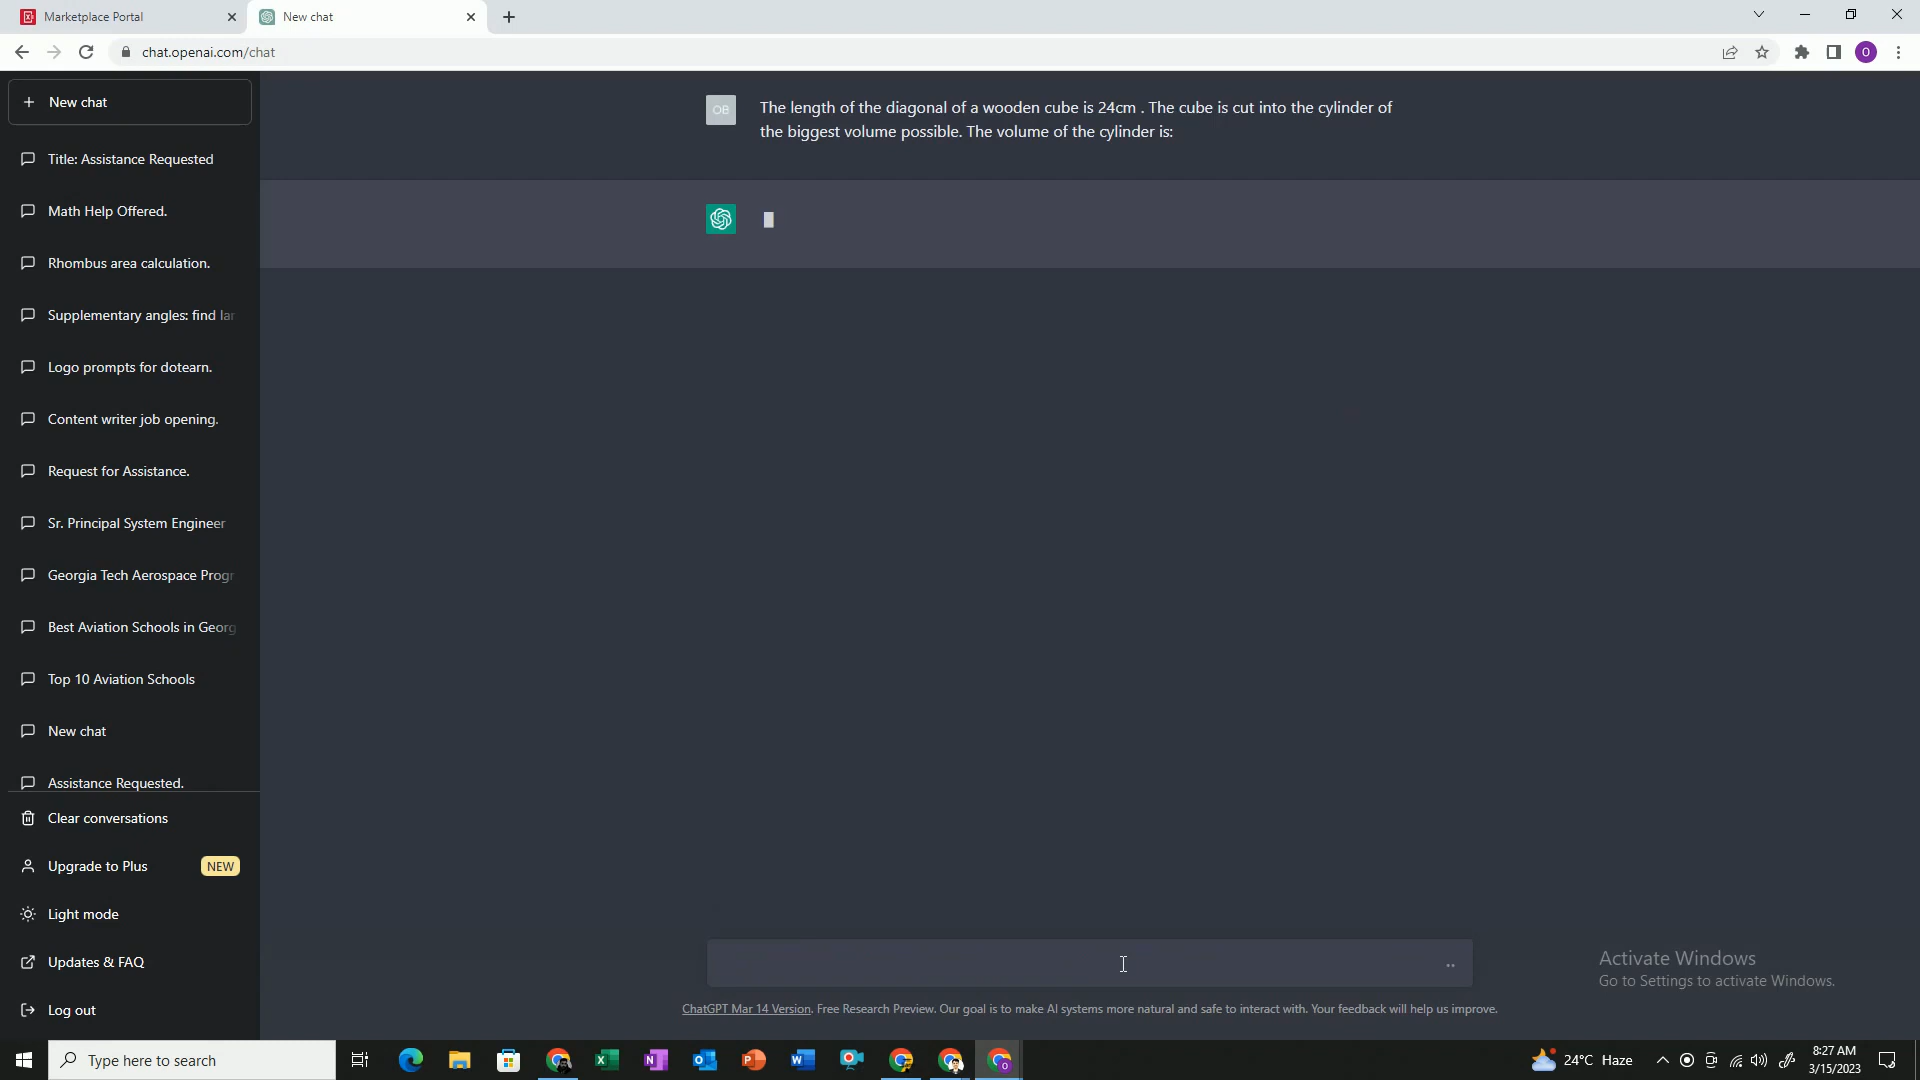 Marketplace Portal
New chat
chat.openai.com/chat
O
New chat
Title: Assistance Requested
Math Help Offered.
Rhombus area calculation.
Supplementary angles: find lar
Logo prompts for dotearn.
Content writer job opening.
Request for Assistance.
Sr. Principal System Engineer
Georgia Tech Aerospace Progr
Best Aviation Schools in Georg
Top 10 Aviation Schools
New chat
Assistance Requested.
Clear conversations
Upgrade to Plus NEW
Light mode
Updates & FAQ
Log out
OB
The length of the diagonal of a wooden cube is 24cm . The cube is cut into the cylinder of
the biggest volume possible. The volume of the cylinder is:
Activate Windows
Go to Settings to activate Windows.
ChatGPT Mar 14 Version. Free Research Preview. Our goal is to make AI systems more natural and safe to interact with. Your feedback will help us improve.
Type here to search
24°C Haze
8:27 AM
3/15/2023